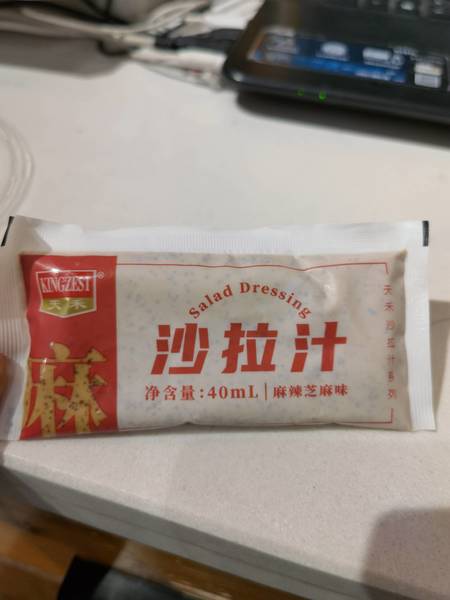 KINGZEST®
天禾
麻
Salad Dressing
沙拉汁
净含量:40mL|麻辣芝麻味
天禾沙拉汁系列